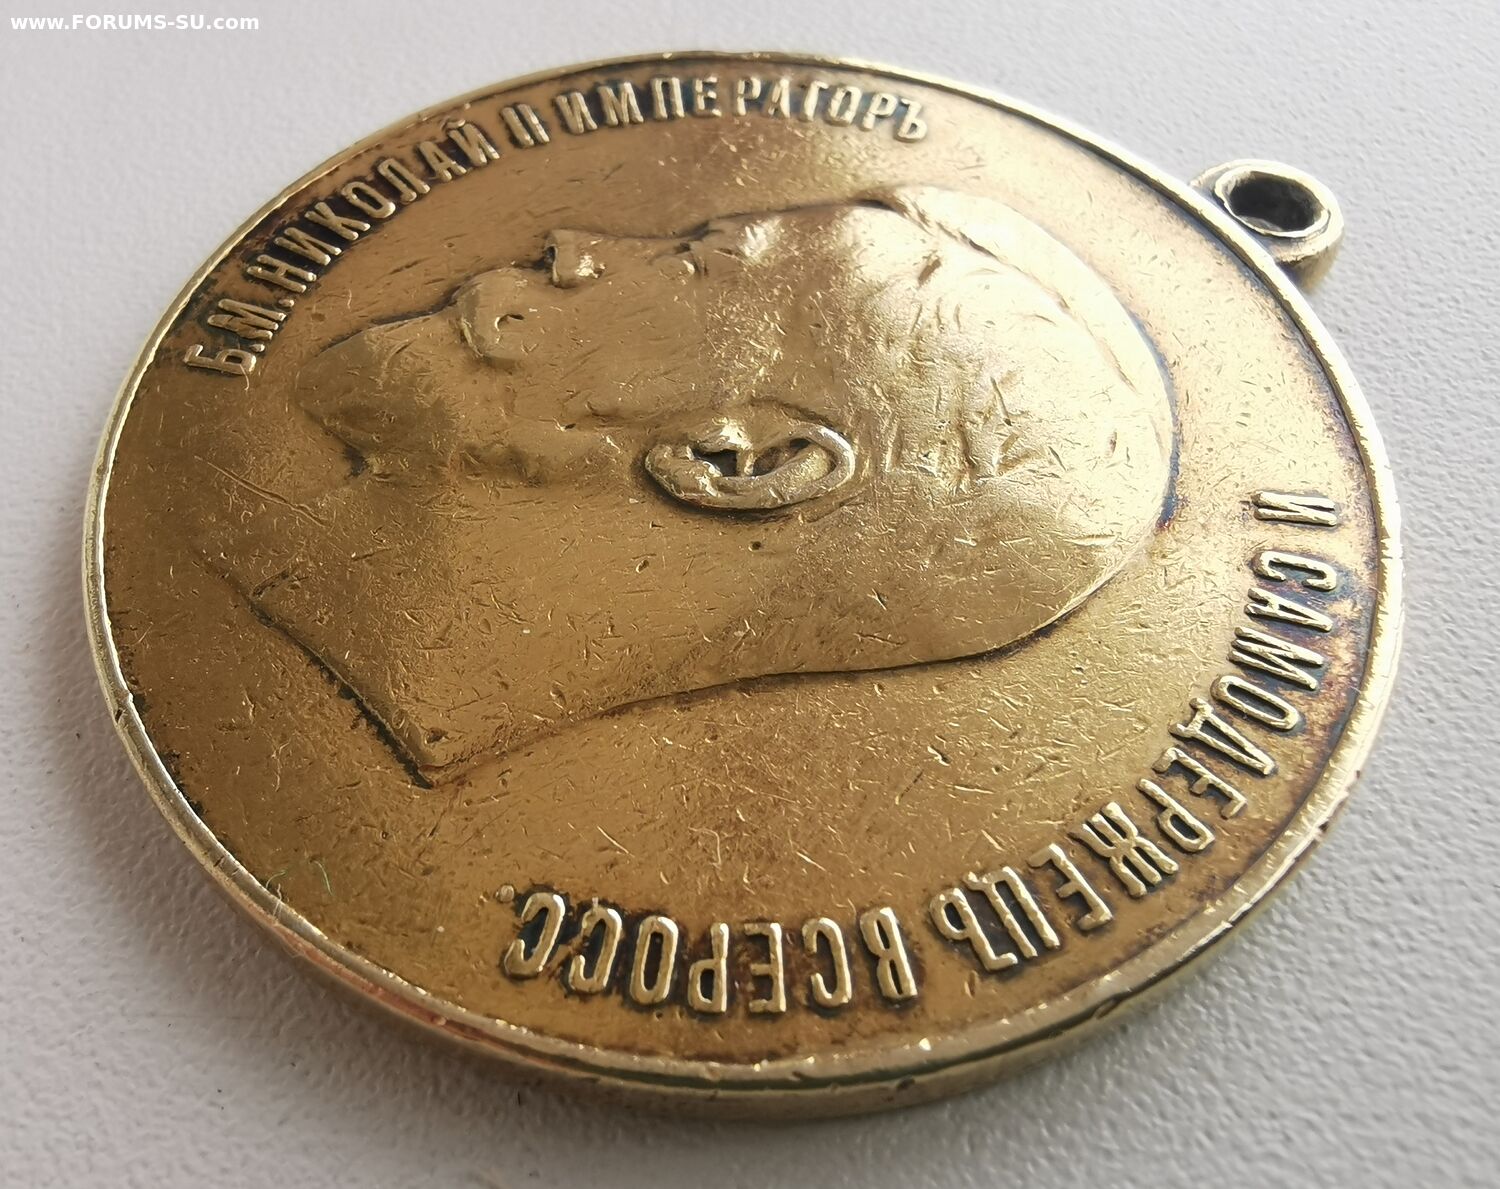 www.FORUMS-SU.com
Б.М.НИКОЛАЙ II ИМПЕРАТОРЪ
И САМОДЕРЖЕЦЪ ВСЕРОСС.